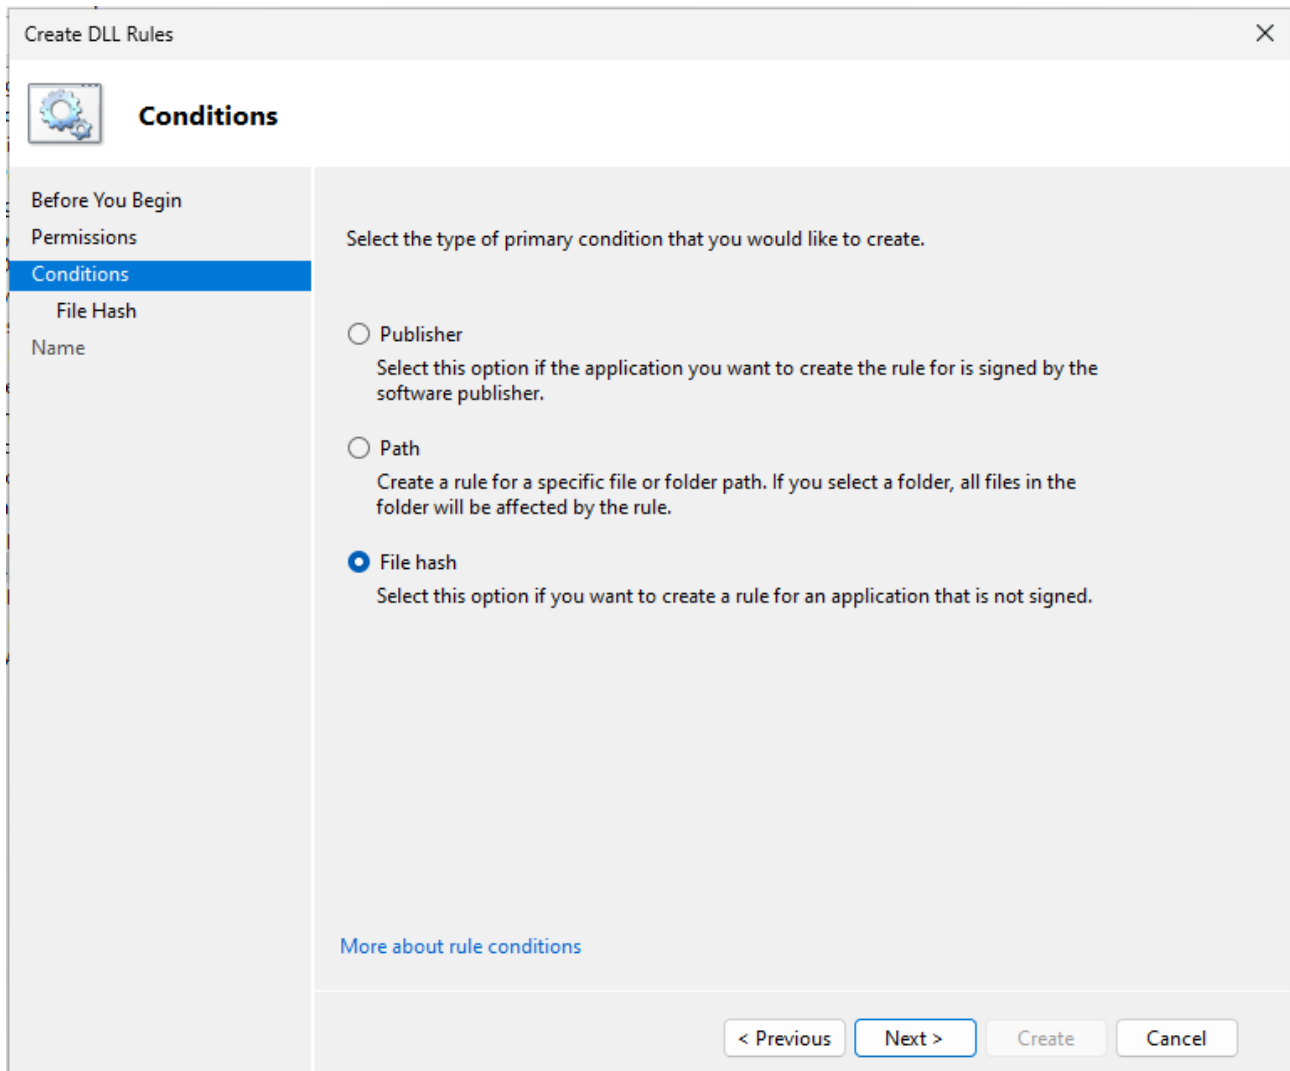 Create DLL Rules
Conditions
Before You Begin
Permissions
Conditions
File Hash
Name
Select the type of primary condition that you would like to create.
Publisher
Select this option if the application you want to create the rule for is signed by the
software publisher.
Path
Create a rule for a specific file or folder path. If you select a folder, all files in the
folder will be affected by the rule.
File hash
Select this option if you want to create a rule for an application that is not signed.
More about rule conditions
< Previous
Next >
Create
Cancel